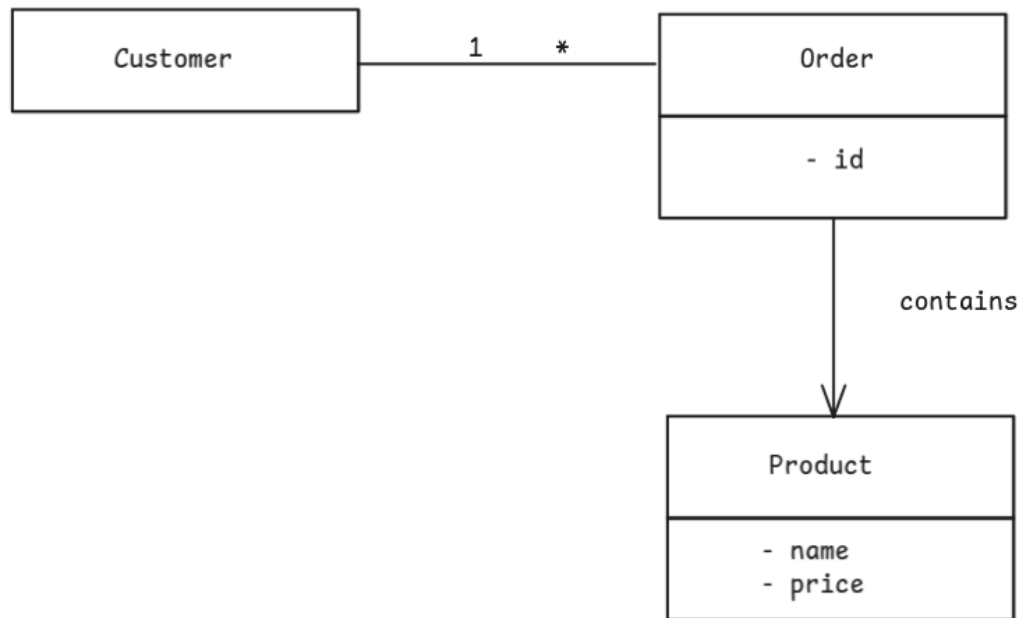 Customer
1 *
Order
- id
contains
Product
- name
- price